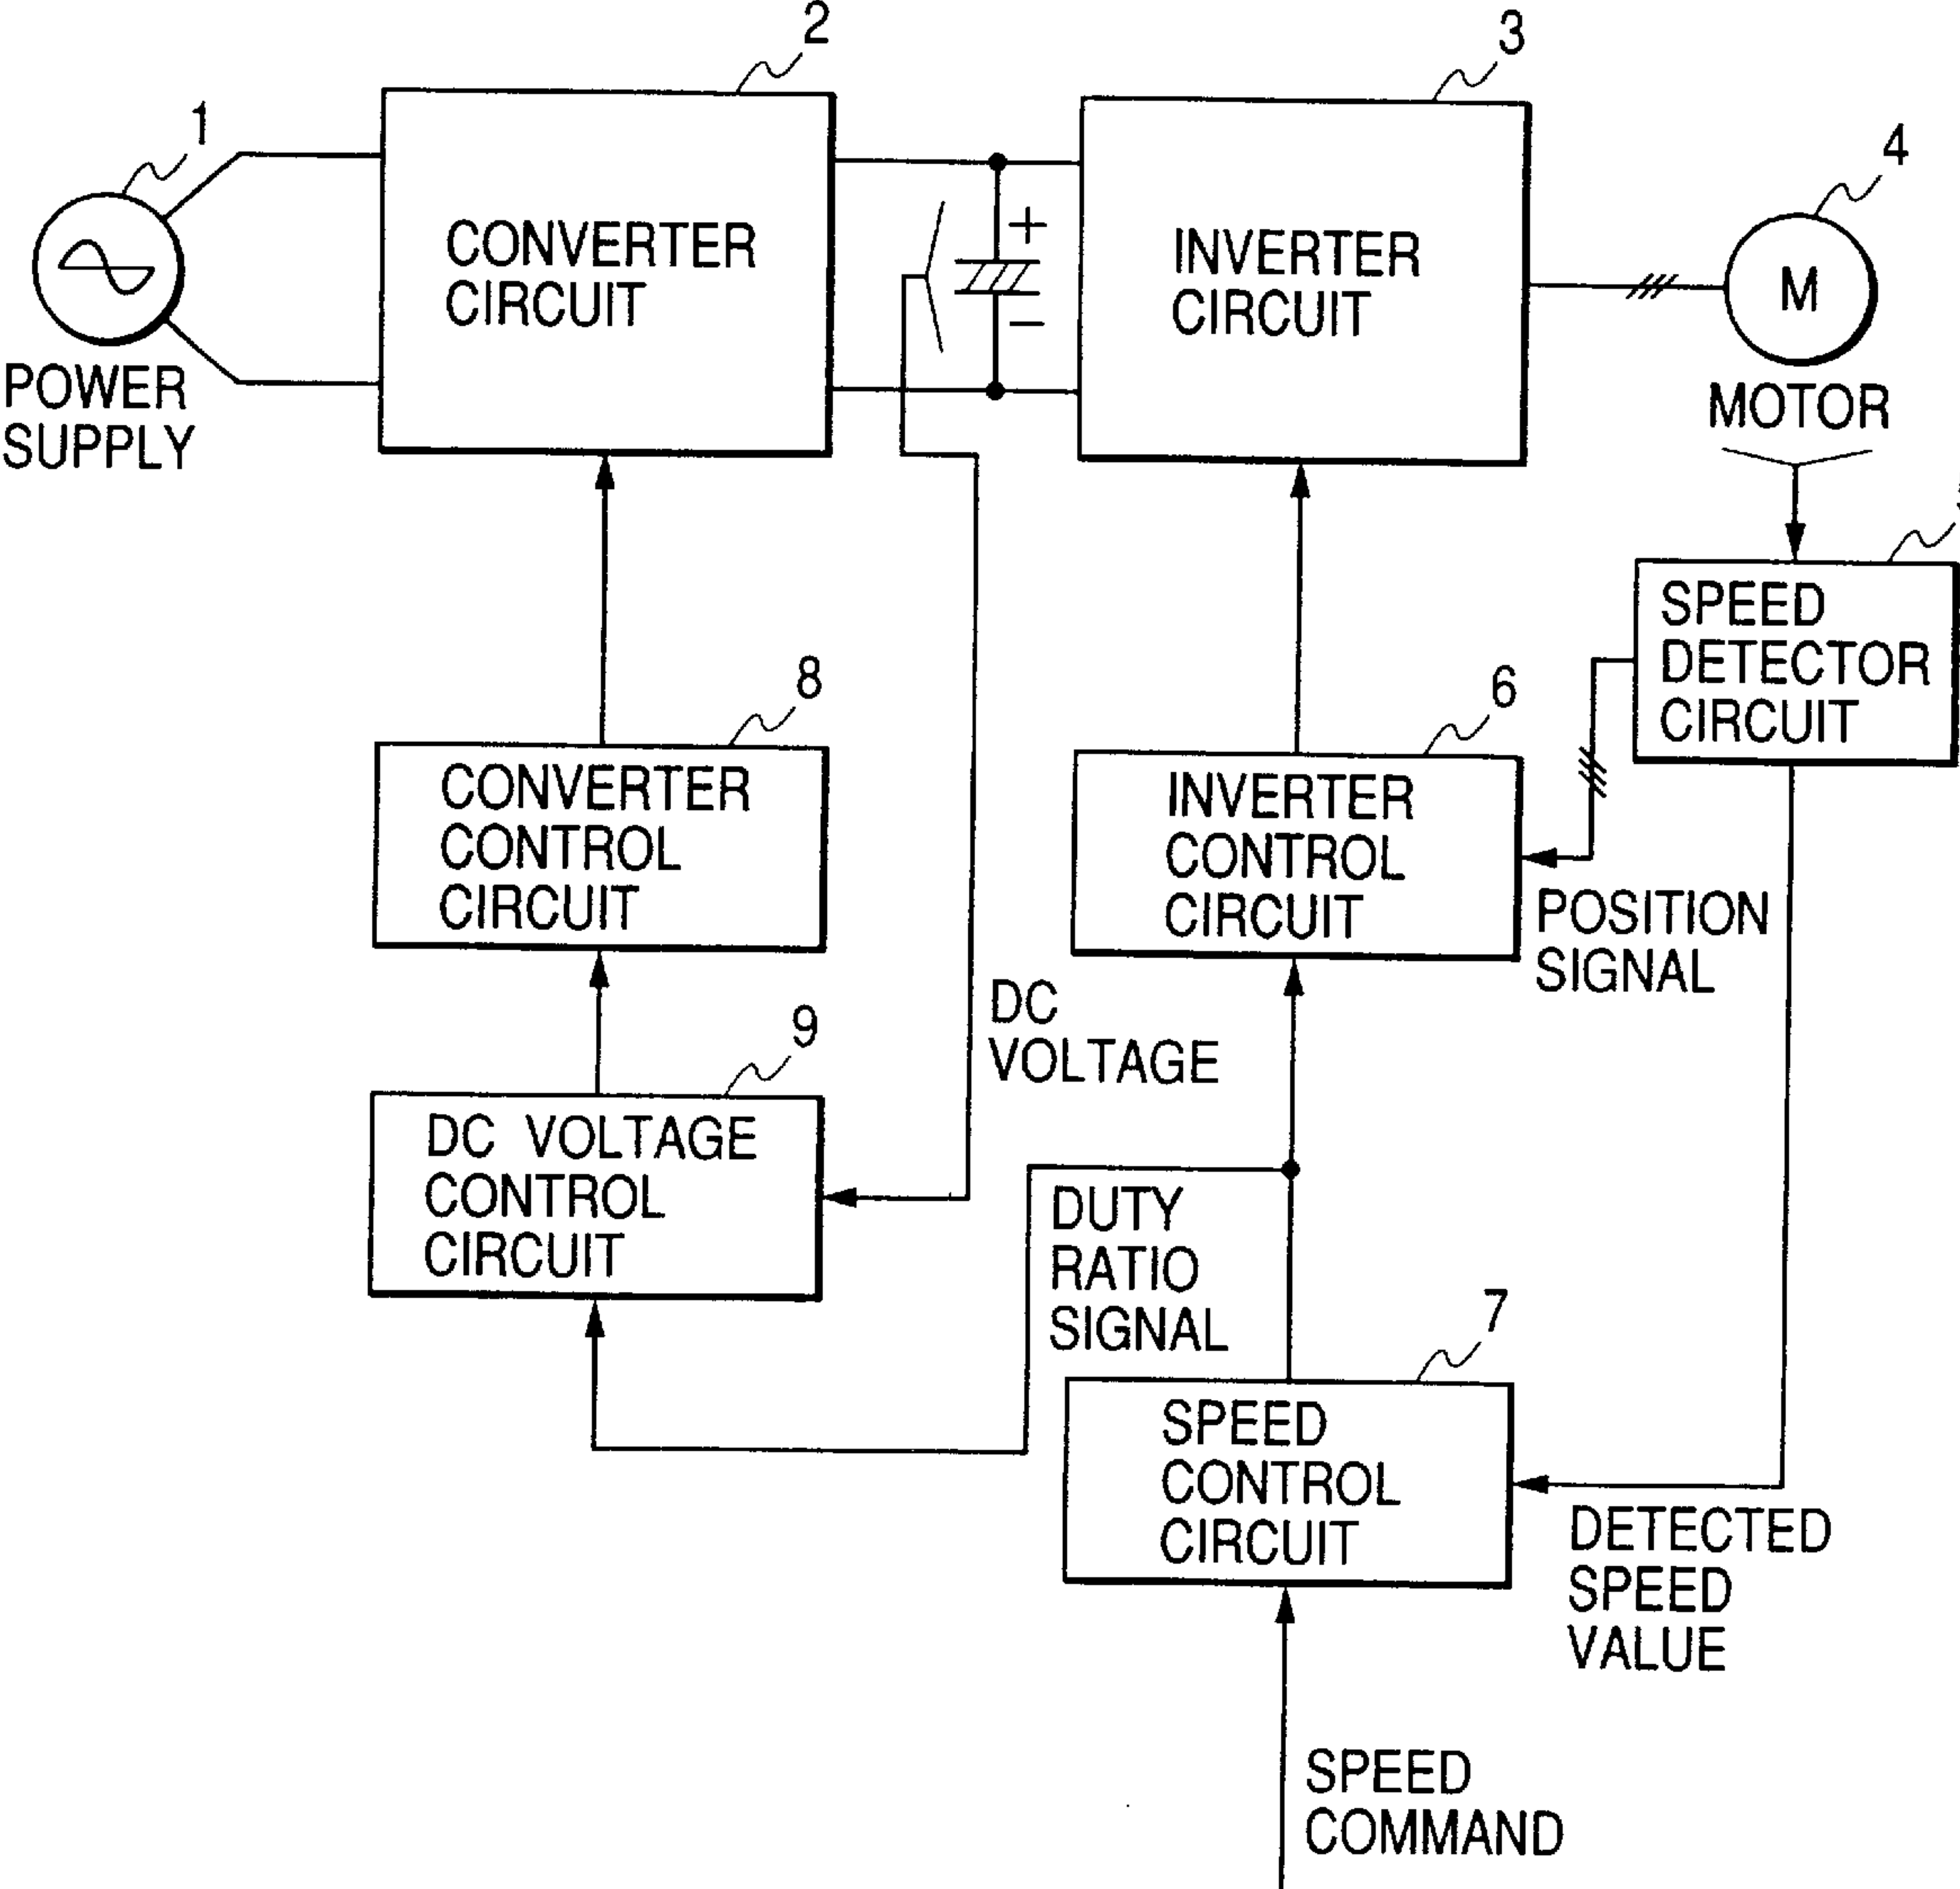 2
3
1
4
CONVERTER
CIRCUIT
INVERTER
CIRCUIT
+
−
M
POWER
SUPPLY
MOTOR
SPEED
DETECTOR
CIRCUIT
8
6
CONVERTER
CONTROL
CIRCUIT
INVERTER
CONTROL
CIRCUIT
POSITION
SIGNAL
DC
VOLTAGE
9
DC VOLTAGE
CONTROL
CIRCUIT
DUTY
RATIO
SIGNAL
7
SPEED
CONTROL
CIRCUIT
DETECTED
SPEED
VALUE
SPEED
COMMAND